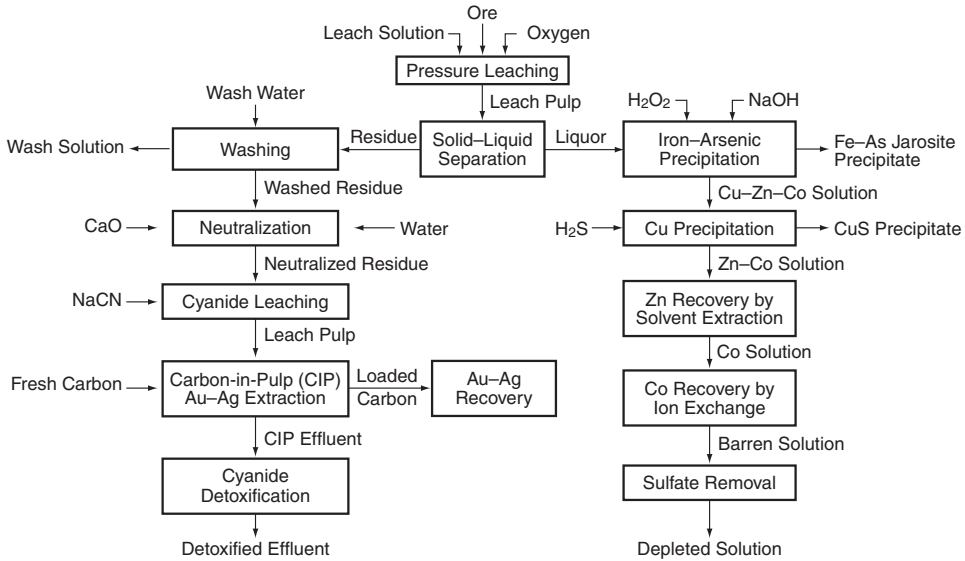 Ore
Leach Solution
Oxygen
Pressure Leaching
Leach Pulp
Wash Water
H₂O₂
NaOH
Wash Solution
Washing
Residue
Solid–Liquid
Separation
Liquor
Iron–Arsenic
Precipitation
Fe–As Jarosite
Precipitate
Washed Residue
Cu–Zn–Co Solution
CaO
Neutralization
Water
H₂S
Cu Precipitation
CuS Precipitate
Neutralized Residue
Zn–Co Solution
NaCN
Cyanide Leaching
Zn Recovery by
Solvent Extraction
Leach Pulp
Co Solution
Fresh Carbon
Carbon-in-Pulp (CIP)
Au–Ag Extraction
Loaded
Carbon
Au–Ag
Recovery
Co Recovery by
Ion Exchange
CIP Effluent
Barren Solution
Cyanide
Detoxification
Sulfate Removal
Detoxified Effluent
Depleted Solution